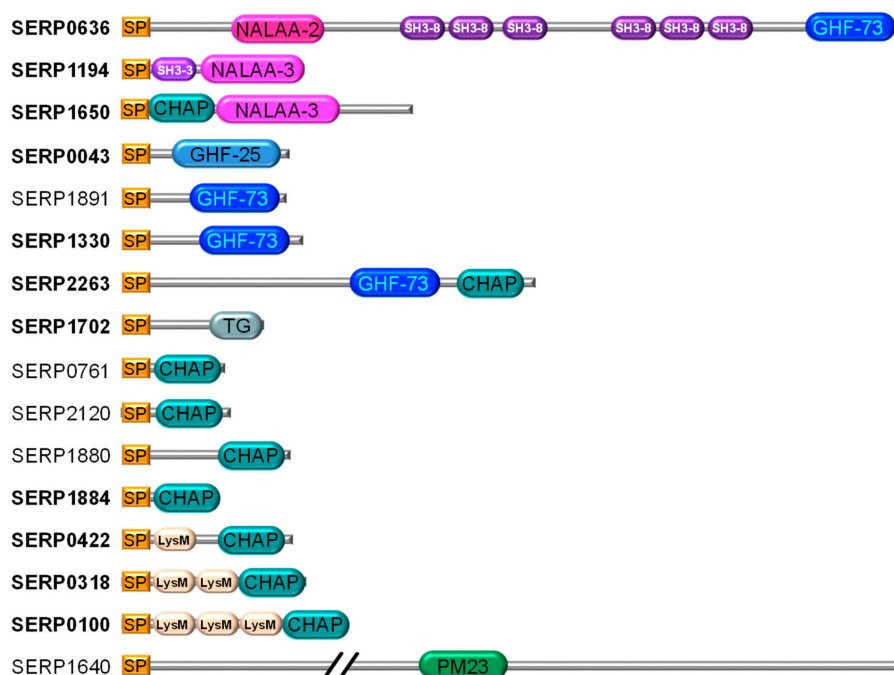 SERP0636 SP NALAA-2 SH3-8 SH3-8 SH3-8 SH3-8 SH3-8 SH3-8 GHF-73
SERP1194 SP SH3-3 NALAA-3
SERP1650 SP CHAP NALAA-3
SERP0043 SP GHF-25
SERP1891 SP GHF-73
SERP1330 SP GHF-73
SERP2263 SP GHF-73 CHAP
SERP1702 SP TG
SERP0761 SP CHAP
SERP2120 SP CHAP
SERP1880 SP CHAP
SERP1884 SP CHAP
SERP0422 SP LysM CHAP
SERP0318 SP LysM LysM CHAP
SERP0100 SP LysM LysM LysM CHAP
SERP1640 SP PM23